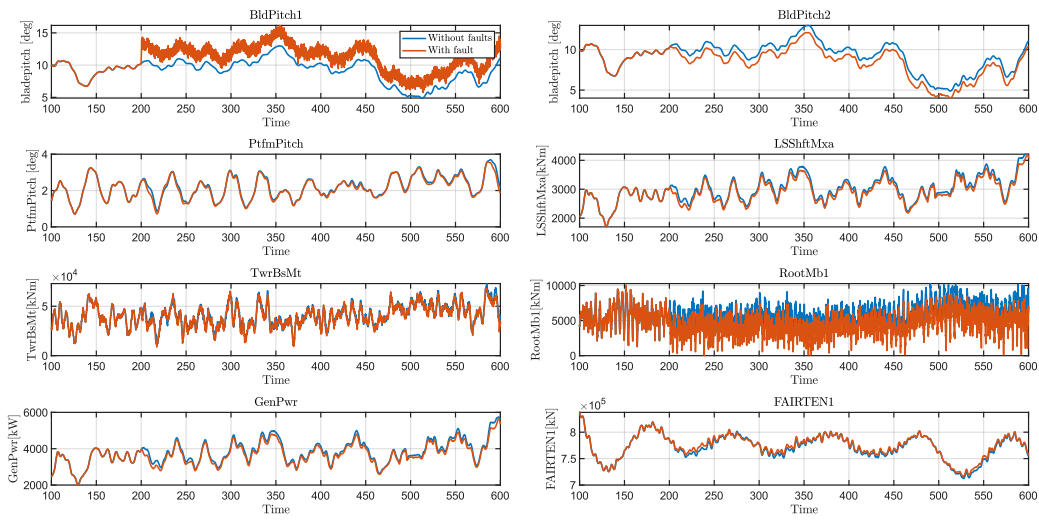 BldPitch1
bladepitch [deg]
15
10
5
Without faults
With fault
100 150 200 250 300 350 400 450 500 550 600
Time
BldPitch2
bladepitch [deg]
10
5
100 150 200 250 300 350 400 450 500 550 600
Time
PtfmPitch
PtfmPitch [deg]
4
2
0
100 150 200 250 300 350 400 450 500 550 600
Time
LSShftMxa
LSShftMxa[kNm]
4000
3000
2000
100 150 200 250 300 350 400 450 500 550 600
Time
TwrBsMt
×10⁴
TwrBsMt[kNm]
5
0
100 150 200 250 300 350 400 450 500 550 600
Time
RootMb1
RootMb1[kNm]
10000
5000
0
100 150 200 250 300 350 400 450 500 550 600
Time
GenPwr
GenPwr[kW]
6000
4000
2000
100 150 200 250 300 350 400 450 500 550 600
Time
FAIRTEN1
×10⁵
FAIRTEN1[kN]
8
7.5
7
100 150 200 250 300 350 400 450 500 550 600
Time